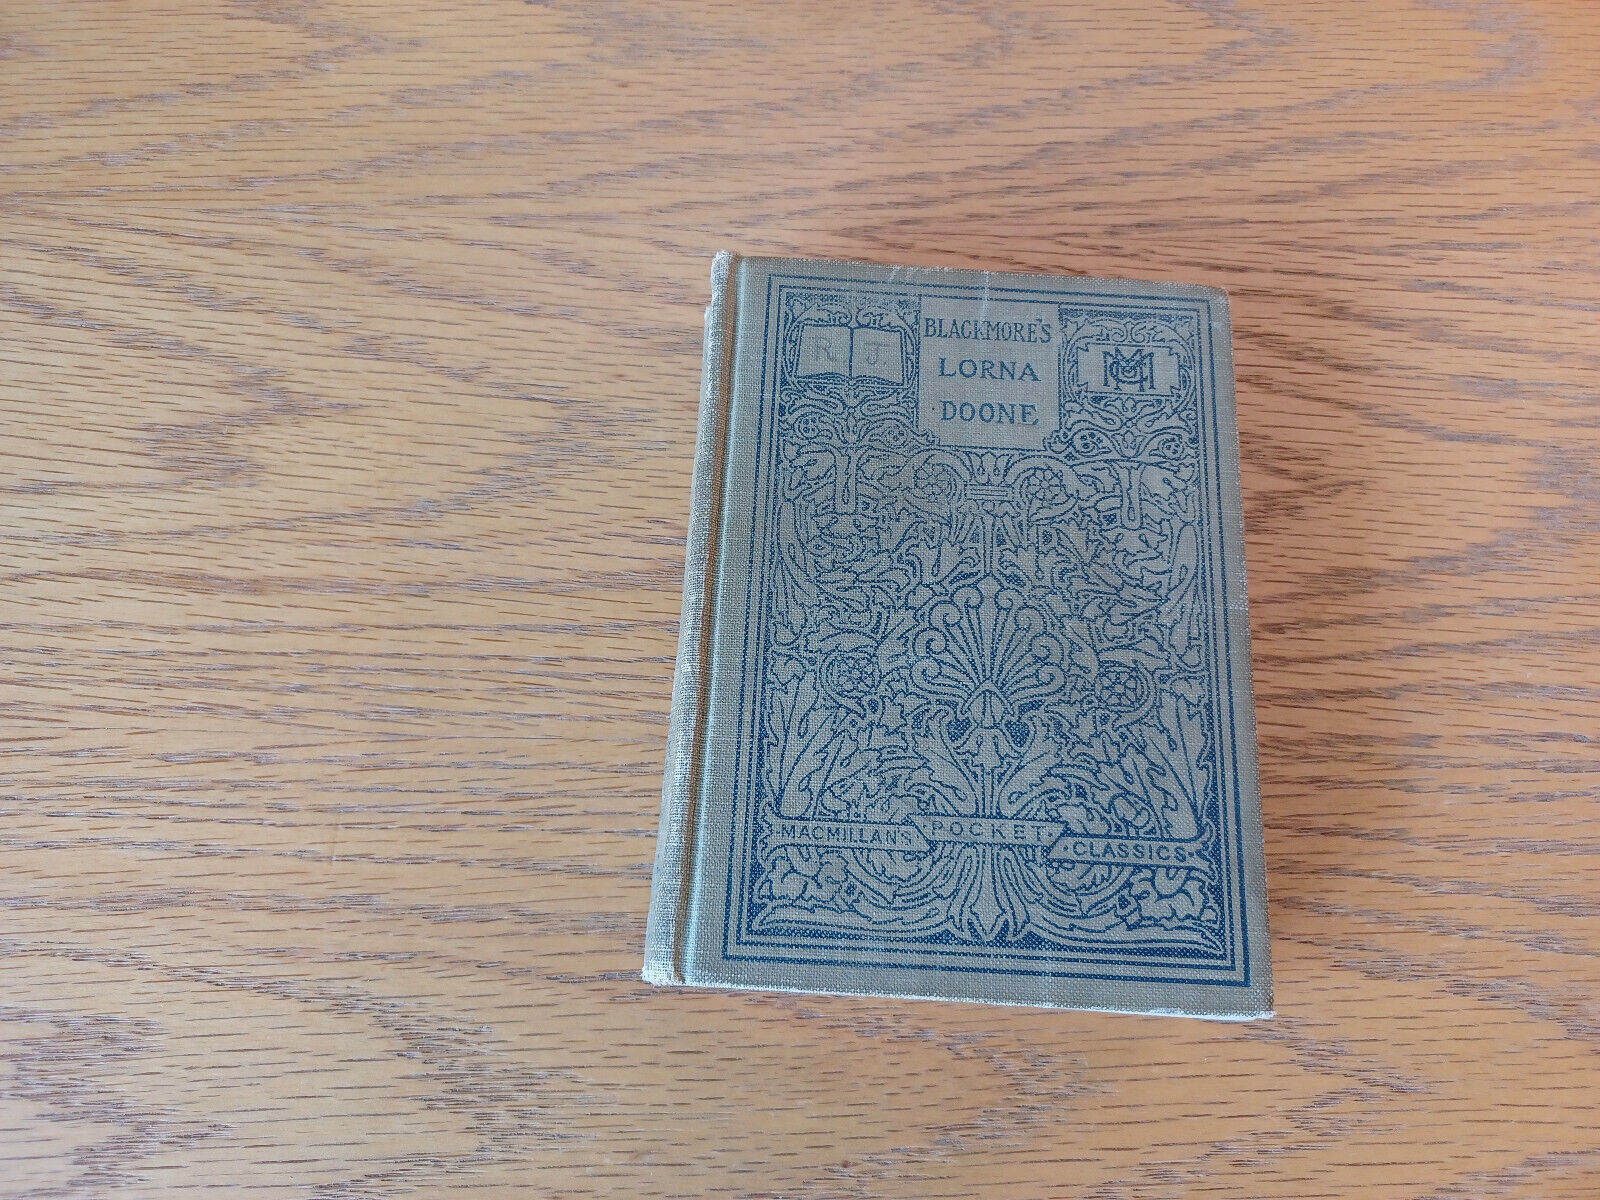 BLACKMORE'S
LORNA
DOONE
R J
MACMILLAN'S POCKET CLASSICS